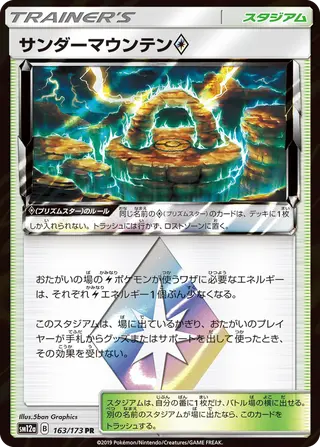 TRAINER'S
スタジアム
サンダーマウンテン◇
◇(プリズムスター)のルール
同じ名前の◇(プリズムスター)のカードは、デッキに1枚
しか入れられない。トラッシュには行かず、ロストゾーンに置く。
おたがいの場の⚡ポケモンが使うワザに必要なエネルギー
は、それぞれ⚡エネルギー1個ぶん少なくなる。
このスタジアムは、場に出ているかぎり、おたがいのプレイ
ヤーが手札からグッズまたはサポートを出して使ったとき、
その効果を受けない。
スタジアムは、自分の番に1枚だけ、バトル場の横に出せる。
別の名前のスタジアムが場に出たなら、このカードを
トラッシュする。
Illus.5ban Graphics
sm12a B 163/173 PR
©2019 Pokémon/Nintendo/Creatures/GAME FREAK.